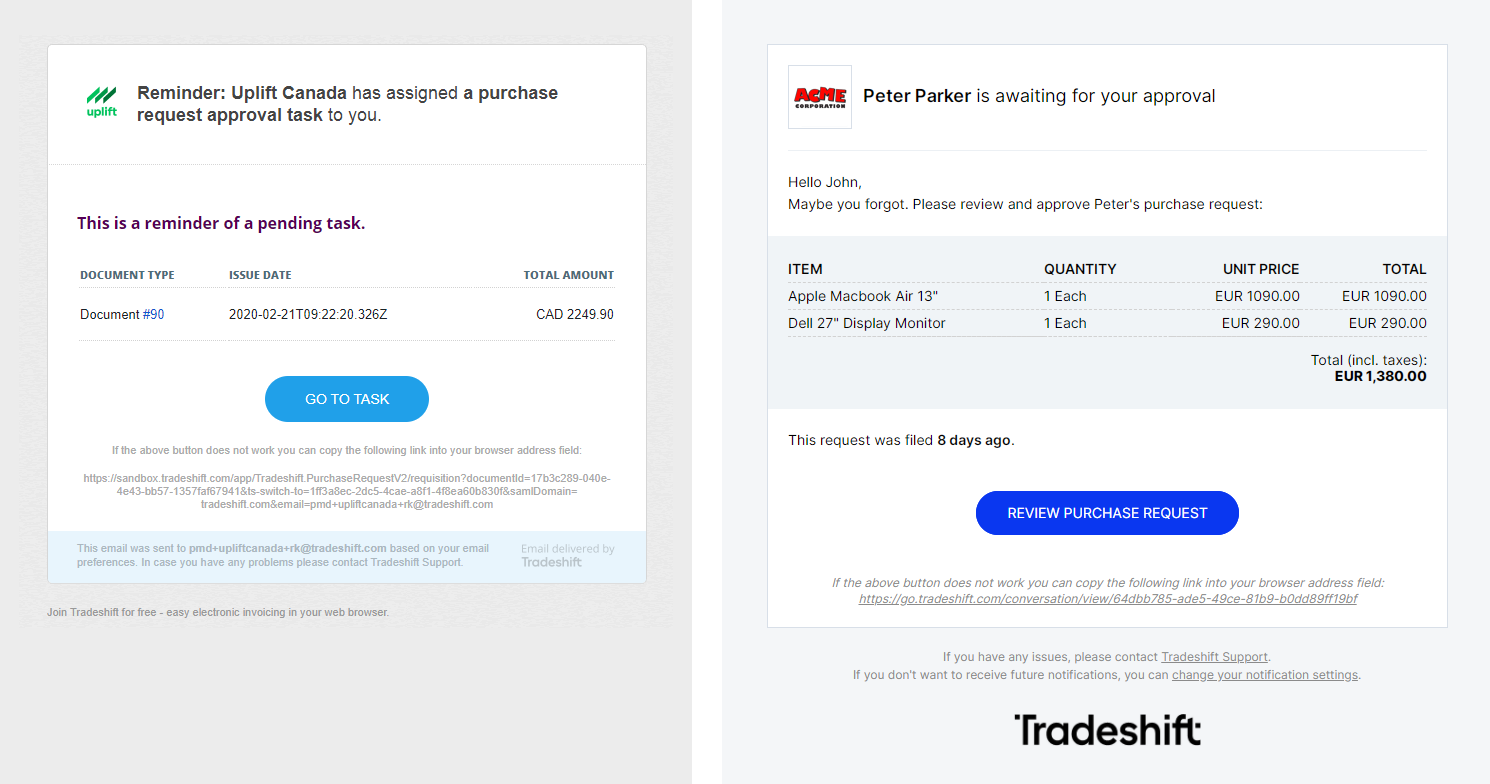 uplift
Reminder: Uplift Canada has assigned a purchase
request approval task to you.
This is a reminder of a pending task.
DOCUMENT TYPE ISSUE DATE TOTAL AMOUNT
Document #90 2020-02-21T09:22:20.326Z CAD 2249.90
GO TO TASK
If the above button does not work you can copy the following link into your browser address field:
https://sandbox.tradeshift.com/app/Tradeshift.PurchaseRequestV2/requisition?documentId=17b3c289-040e-
4e43-bb57-1357faf67941&ts-switch-to=1ff3a8ec-2dc5-4cae-a8f1-4f8ea60b830f&samlDomain=
tradeshift.com&email=pmd+upliftcanada+rk@tradeshift.com
This email was sent to pmd+upliftcanada+rk@tradeshift.com based on your email
preferences. In case you have any problems please contact Tradeshift Support.
Email delivered by
Tradeshift
Join Tradeshift for free - easy electronic invoicing in your web browser.
ACME
CORPORATION
Peter Parker is awaiting for your approval
Hello John,
Maybe you forgot. Please review and approve Peter's purchase request:
ITEM QUANTITY UNIT PRICE TOTAL
Apple Macbook Air 13" 1 Each EUR 1090.00 EUR 1090.00
Dell 27" Display Monitor 1 Each EUR 290.00 EUR 290.00
Total (incl. taxes):
EUR 1,380.00
This request was filed 8 days ago.
REVIEW PURCHASE REQUEST
If the above button does not work you can copy the following link into your browser address field:
https://go.tradeshift.com/conversation/view/64dbb785-ade5-49ce-81b9-b0dd89ff19bf
If you have any issues, please contact Tradeshift Support.
If you don't want to receive future notifications, you can change your notification settings.
Tradeshift